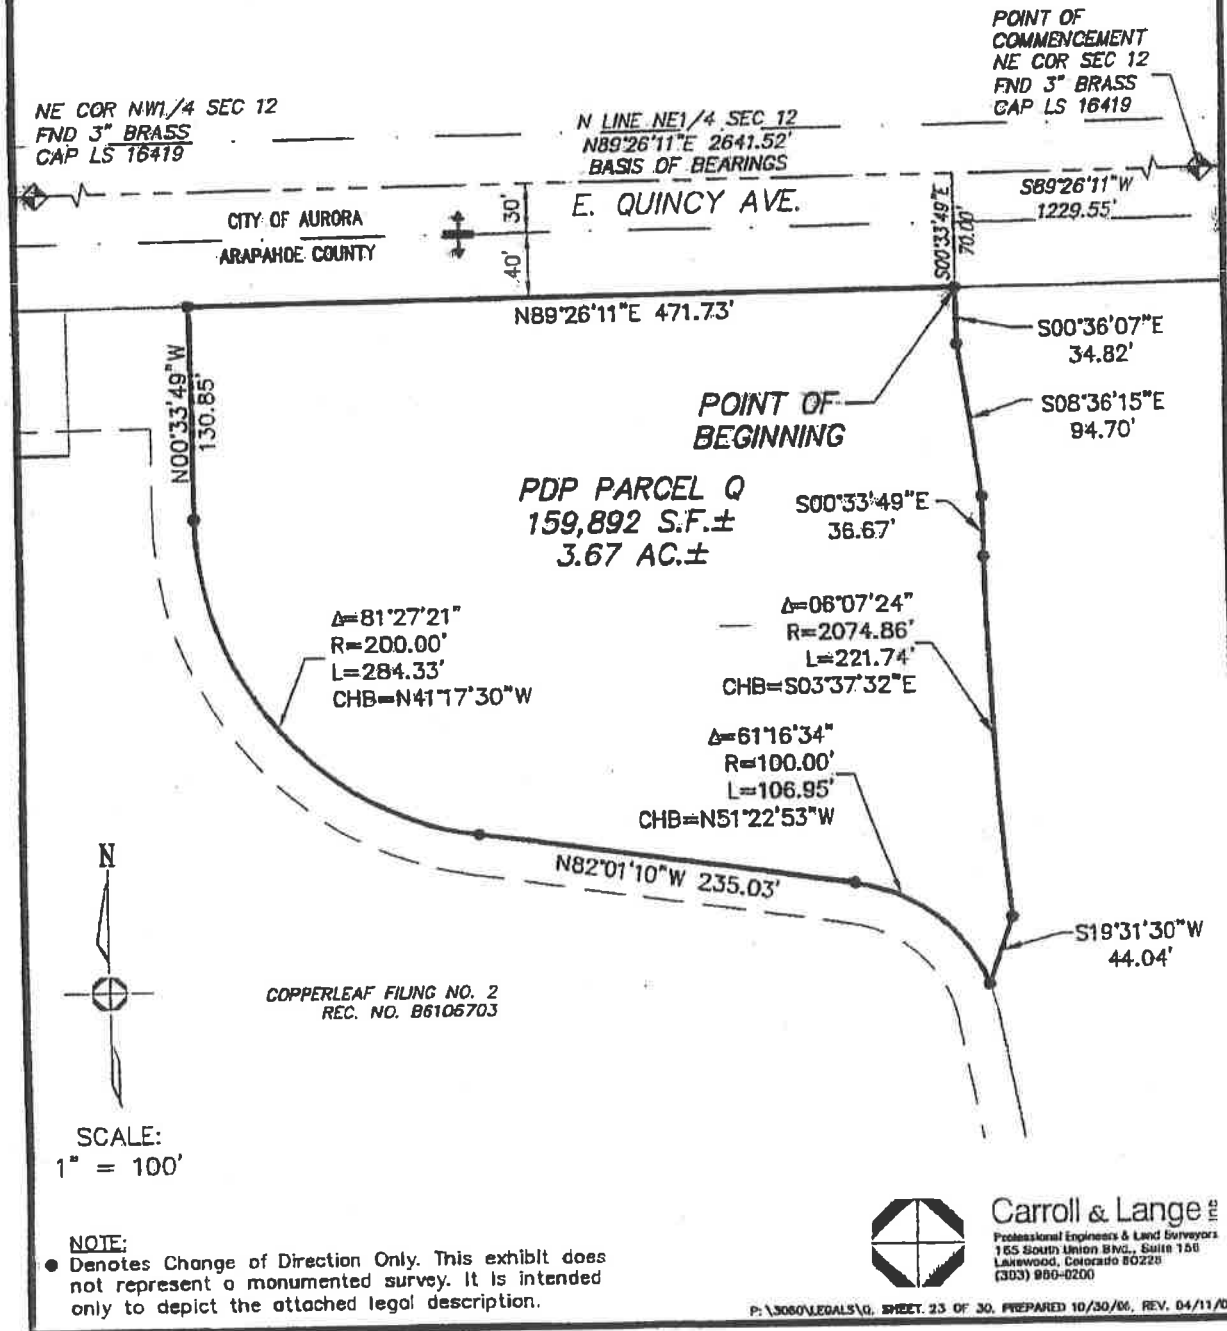 POINT OF
COMMENCEMENT
NE COR SEC 12
FND 3" BRASS
CAP LS 16419
NE COR NW1/4 SEC 12
FND 3" BRASS
CAP LS 16419
N LINE NE1/4 SEC 12
N89°26'11"E 2641.52'
BASIS OF BEARINGS
S89°26'11"W
1229.55'
CITY OF AURORA
ARAPAHOE COUNTY
30'
40'
E. QUINCY AVE.
S00°33'49"E
70.00'
N89°26'11"E 471.73'
S00°36'07"E
34.82'
N00°33'49"W
130.85'
POINT OF
BEGINNING
S08°36'15"E
94.70'
PDP PARCEL Q
159,892 S.F.±
3.67 AC.±
S00°33'49"E
36.67'
Δ=81°27'21"
R=200.00'
L=284.33'
CHB=N41°17'30"W
Δ=06°07'24"
R=2074.86'
L=221.74'
CHB=S03°37'32"E
Δ=61°16'34"
R=100.00'
L=106.95'
CHB=N51°22'53"W
N82°01'10"W 235.03'
S19°31'30"W
44.04'
N
COPPERLEAF FILING NO. 2
REC. NO. B6106703
SCALE:
1" = 100'
NOTE:
● Denotes Change of Direction Only. This exhibit does
not represent a monumented survey. It is intended
only to depict the attached legal description.
Carroll & Lange INC
Professional Engineers & Land Surveyors
165 South Union Blvd., Suite 156
Lakewood, Colorado 80228
(303) 980-0200
P:\3080\LEGALS\Q, SHEET 23 OF 30, PREPARED 10/30/06, REV. 04/11/0